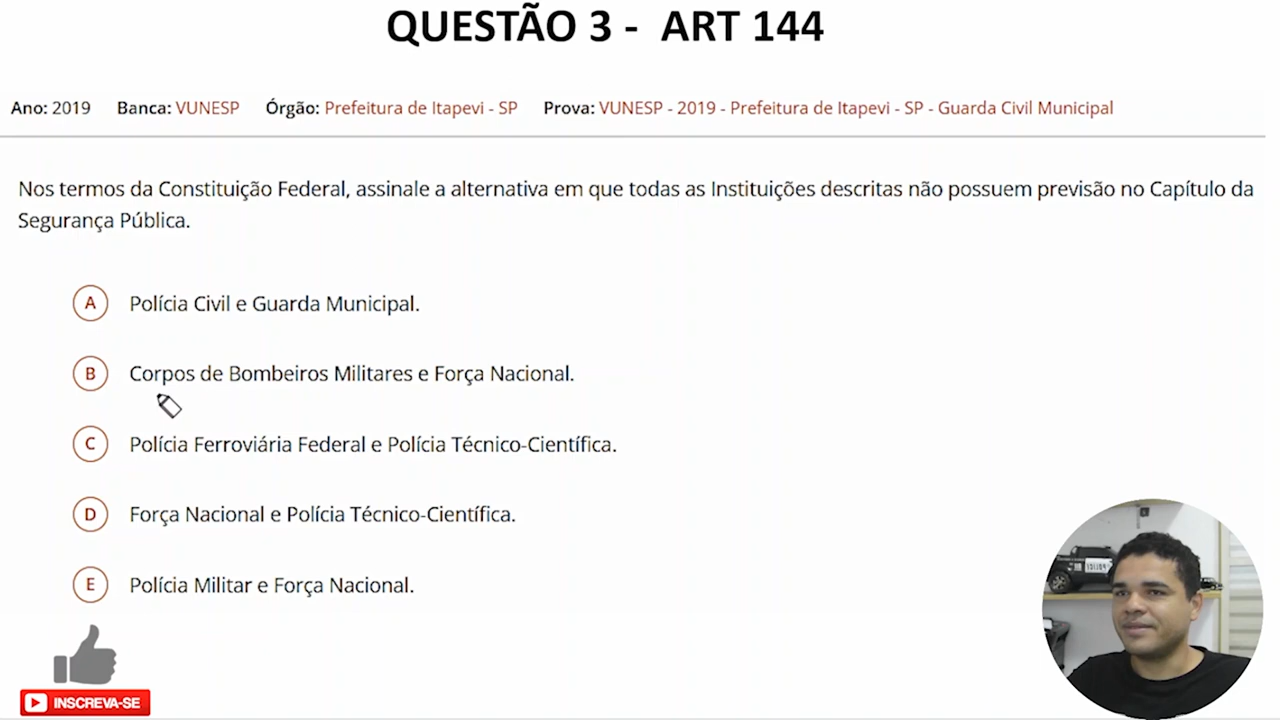 QUESTÃO 3 - ART 144
Ano: 2019 Banca: VUNESP Órgão: Prefeitura de Itapevi - SP Prova: VUNESP - 2019 - Prefeitura de Itapevi - SP - Guarda Civil Municipal
Nos termos da Constituição Federal, assinale a alternativa em que todas as Instituições descritas não possuem previsão no Capítulo da
Segurança Pública.
A Polícia Civil e Guarda Municipal.
B Corpos de Bombeiros Militares e Força Nacional.
C Polícia Ferroviária Federal e Polícia Técnico-Científica.
D Força Nacional e Polícia Técnico-Científica.
E Polícia Militar e Força Nacional.
INSCREVA-SE